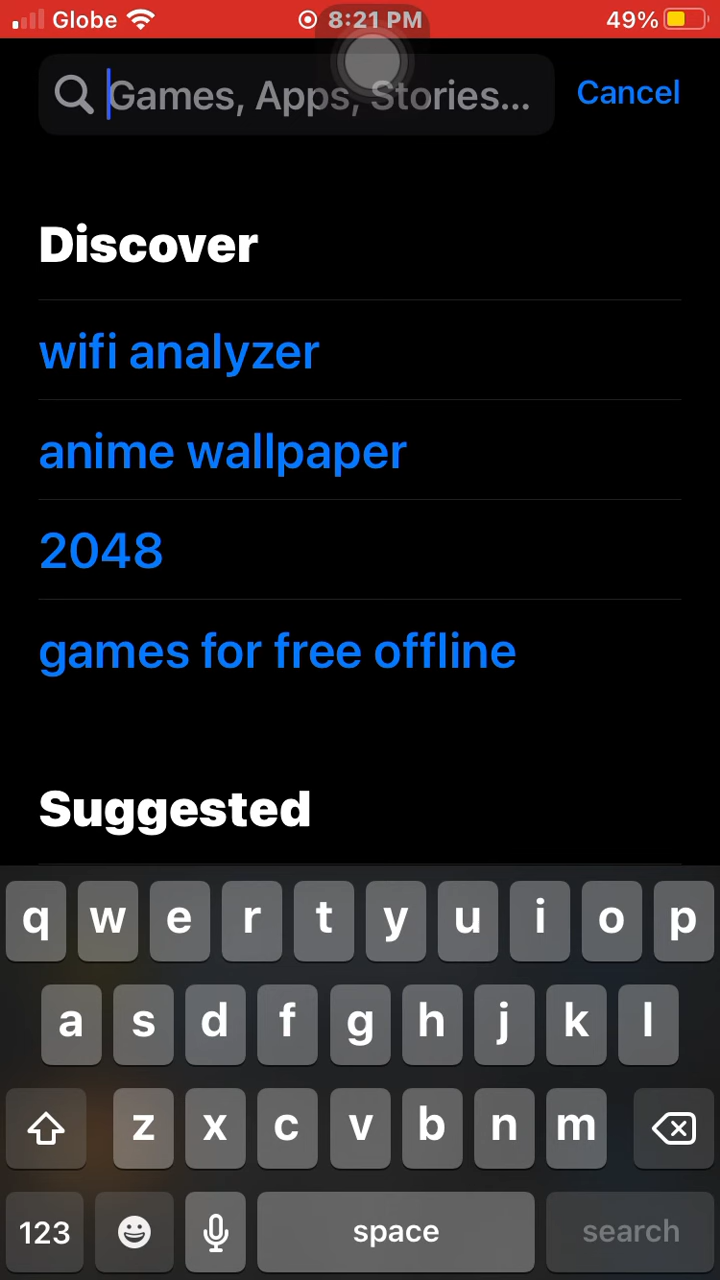 Globe 8:21 PM 49%
Games, Apps, Stories... Cancel
Discover
wifi analyzer
anime wallpaper
2048
games for free offline
Suggested
q w e r t y u i o p
a s d f g h j k l
z x c v b n m
123 space search